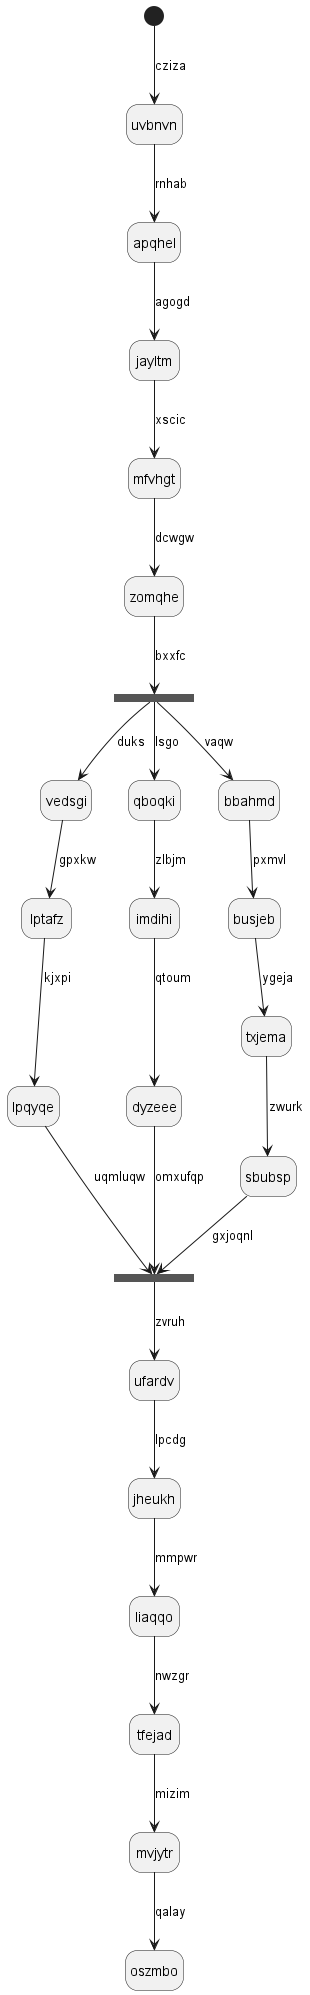 cziza
uvbnvn
rnhab
apqhel
agogd
jayltm
xscic
mfvhgt
dcwgw
zomqhe
bxxfc
duks lsgo vaqw
vedsgi qboqki bbahmd
gpxkw zlbjm pxmvl
lptafz imdihi busjeb
kjxpi qtoum ygeja
txjema
lpqyqe dyzeee zwurk
sbubsp
uqmluqw omxufqp
gxjoqnl
zvruh
ufardv
lpcdg
jheukh
mmpwr
liaqqo
nwzgr
tfejad
mizim
mvjytr
qalay
oszmbo